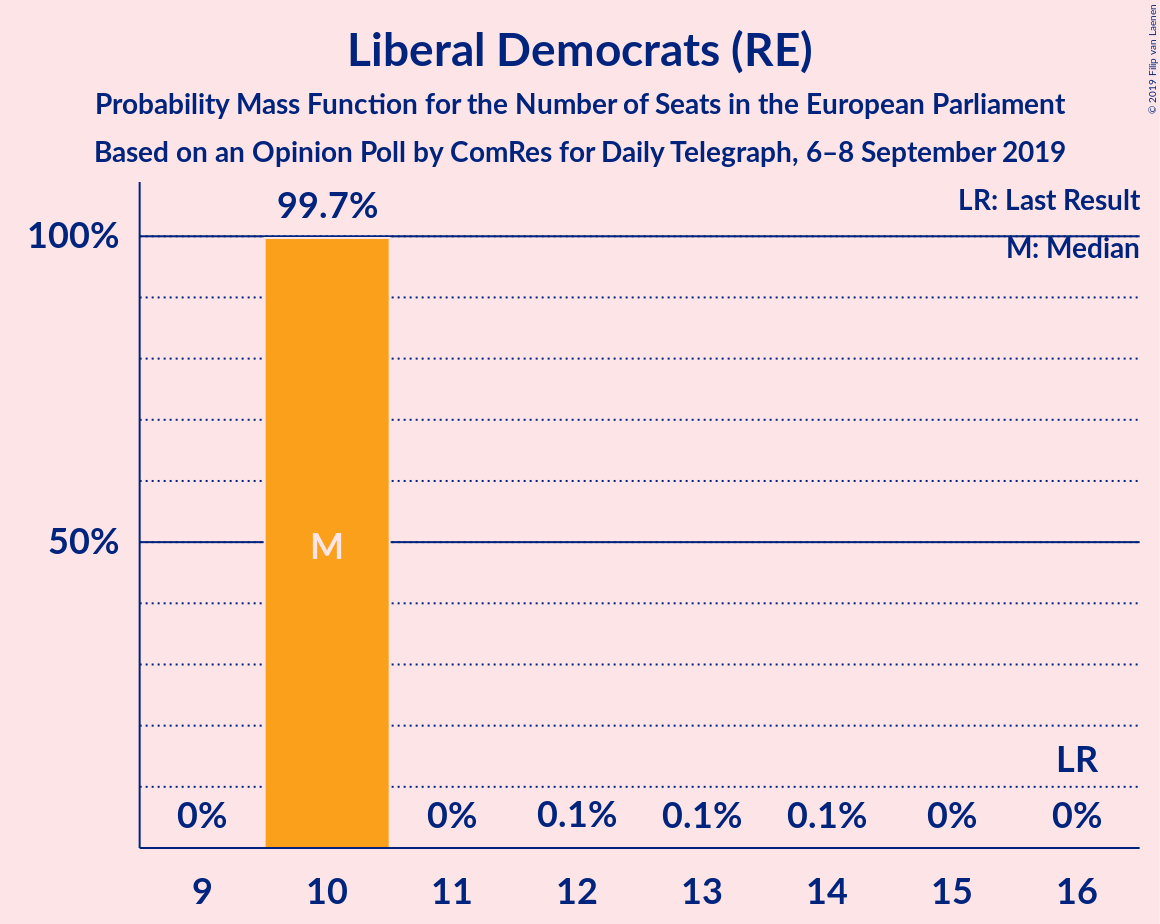 Liberal Democrats (RE)
Probability Mass Function for the Number of Seats in the European Parliament
Based on an Opinion Poll by ComRes for Daily Telegraph, 6–8 September 2019
© 2019 Filip van Laenen
LR: Last Result
M: Median
99.7%
100%
50%
M
LR
0%
0%
0.1%
0.1%
0.1%
0%
0%
9
10
11
12
13
14
15
16